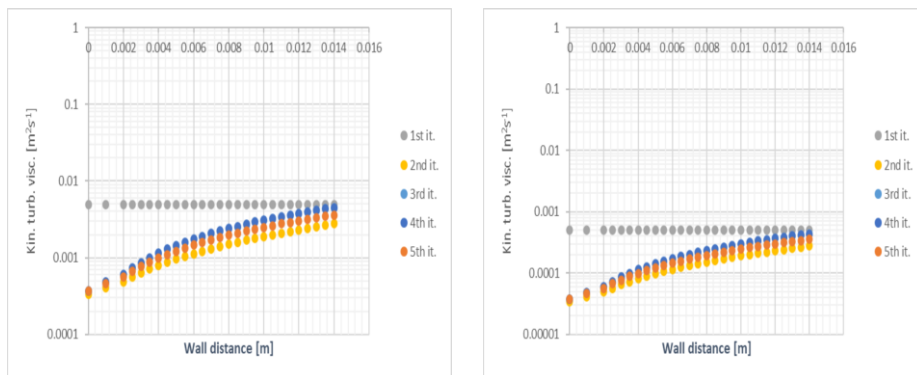 1
0 0.002 0.004 0.006 0.008 0.01 0.012 0.014 0.016
0.1
0.01
0.001
0.0001
Kin. turb. visc. [m²s⁻¹]
Wall distance [m]
1st it.
2nd it.
3rd it.
4th it.
5th it.
1
0 0.002 0.004 0.006 0.008 0.01 0.012 0.014 0.016
0.1
0.01
0.001
0.0001
0.00001
Kin. turb. visc. [m²s⁻¹]
Wall distance [m]
1st it.
2nd it.
3rd it.
4th it.
5th it.